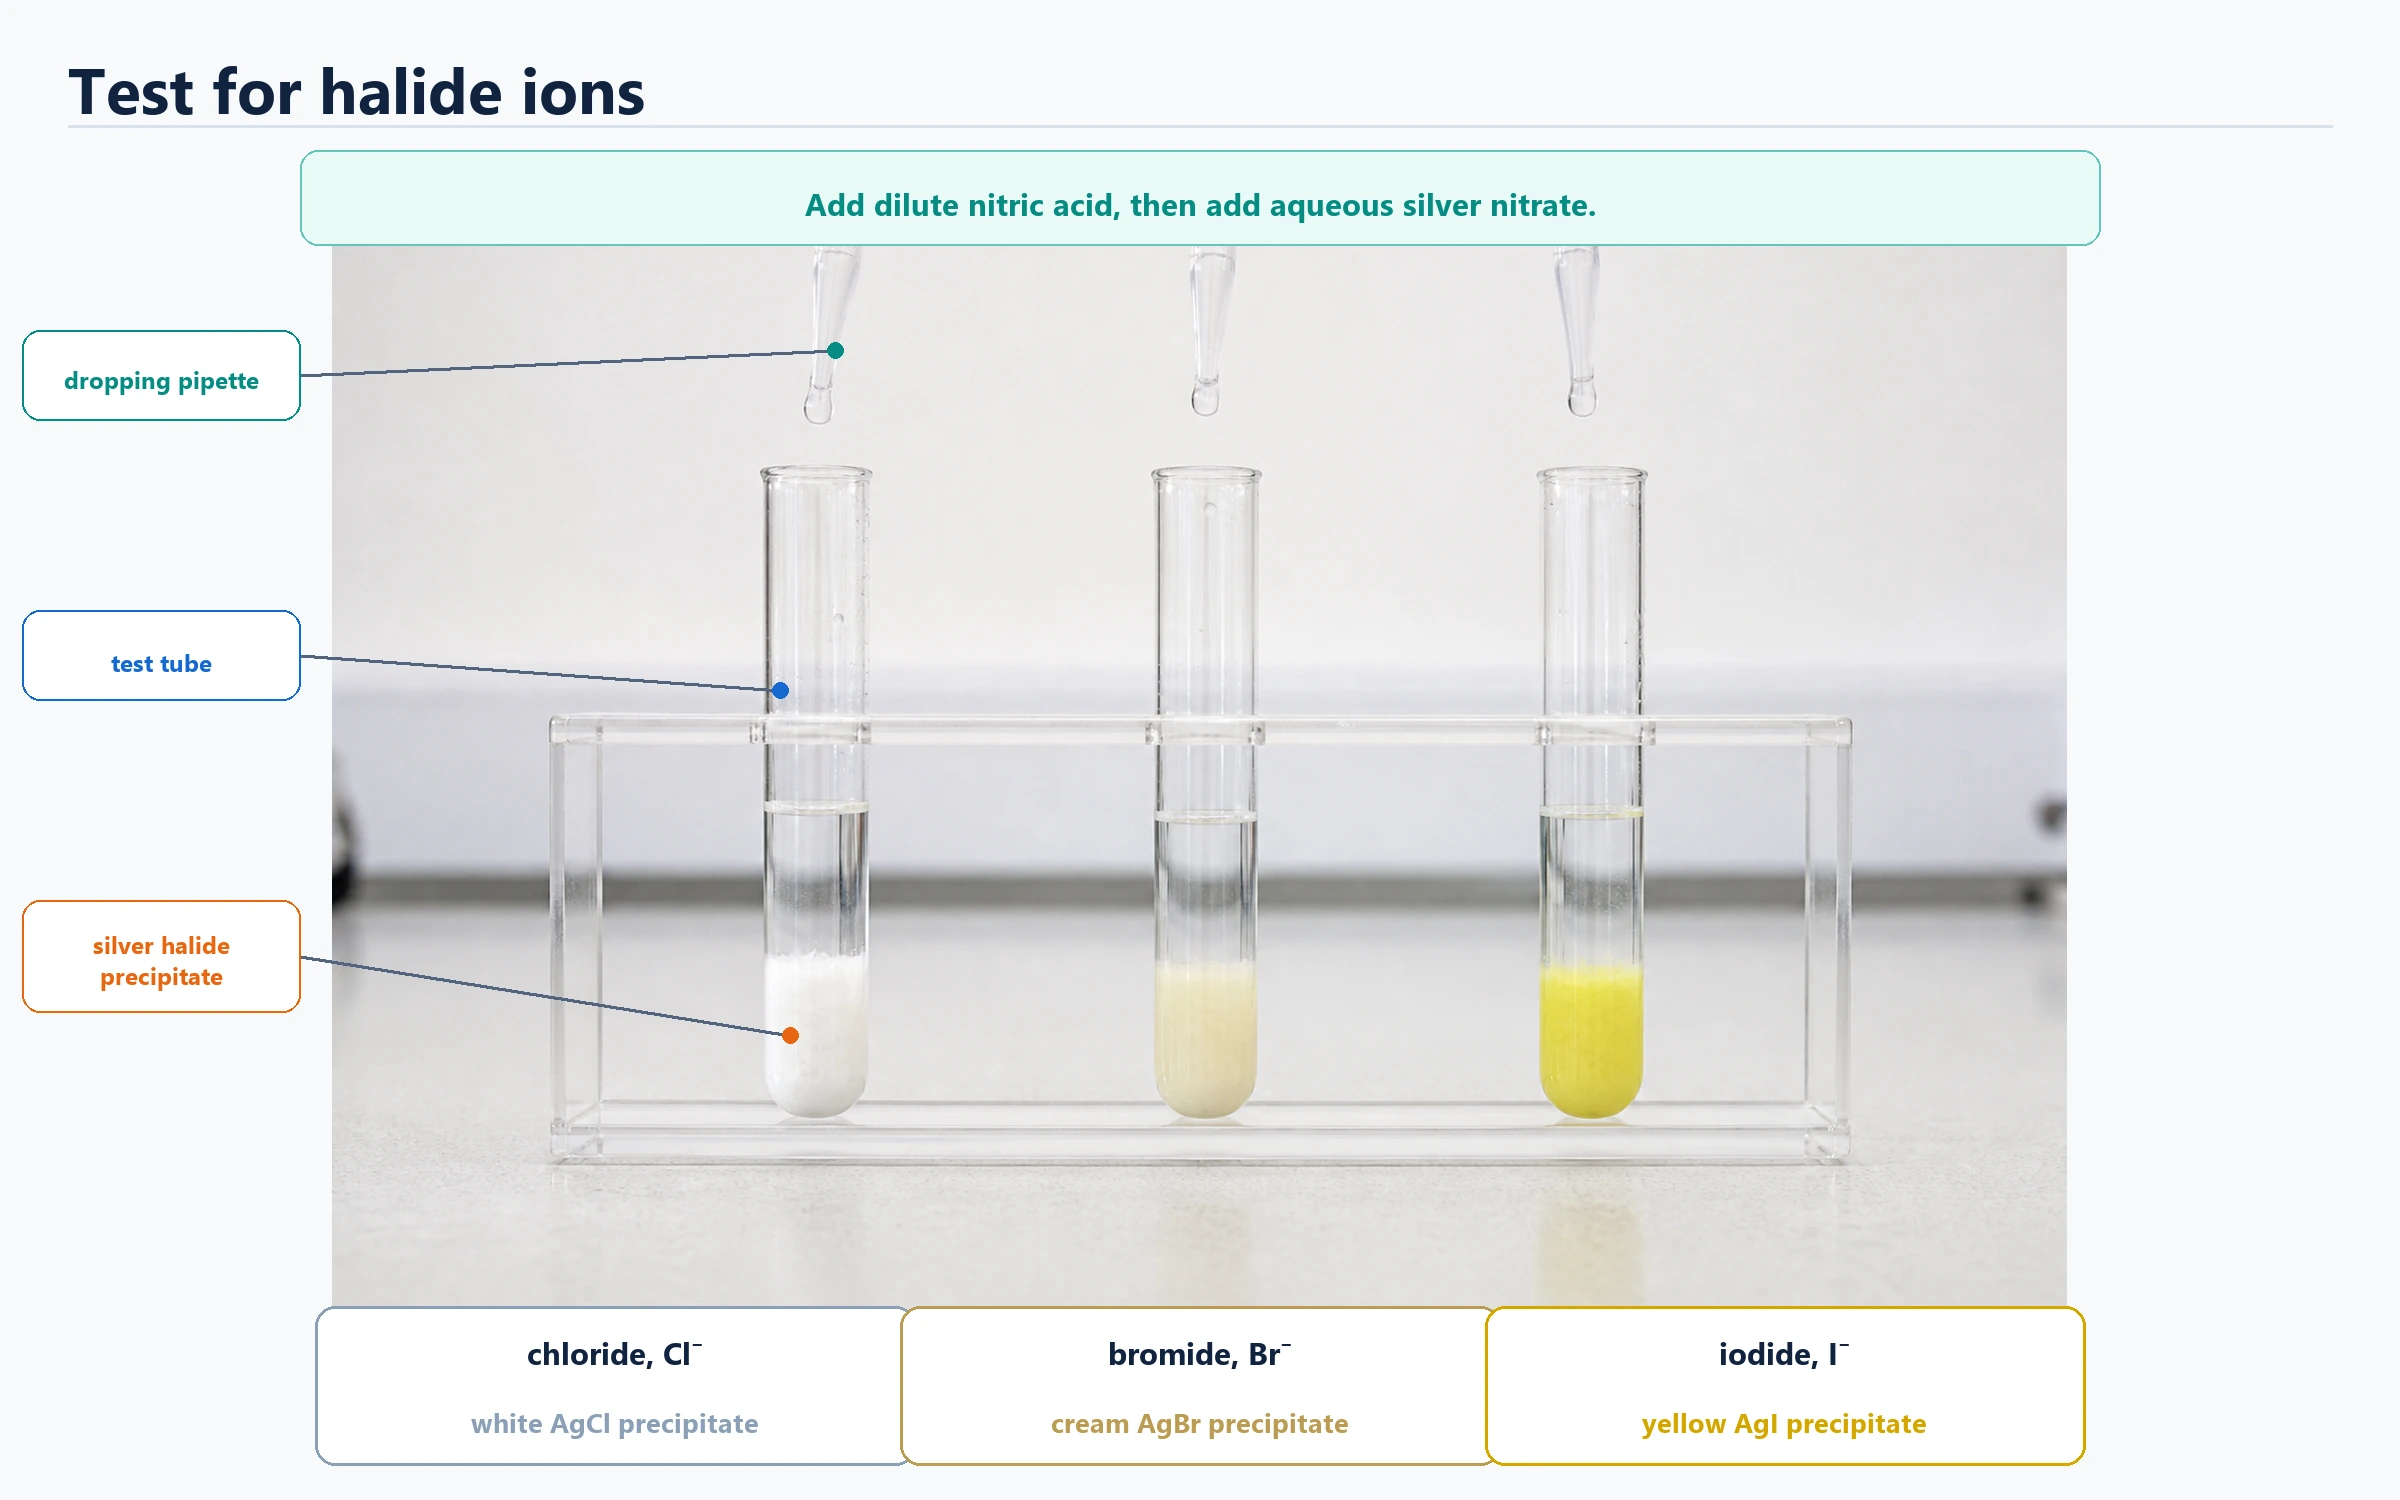 Test for halide ions
Add dilute nitric acid, then add aqueous silver nitrate.
dropping pipette
test tube
silver halide
precipitate
chloride, Cl⁻
white AgCl precipitate
bromide, Br⁻
cream AgBr precipitate
iodide, I⁻
yellow AgI precipitate